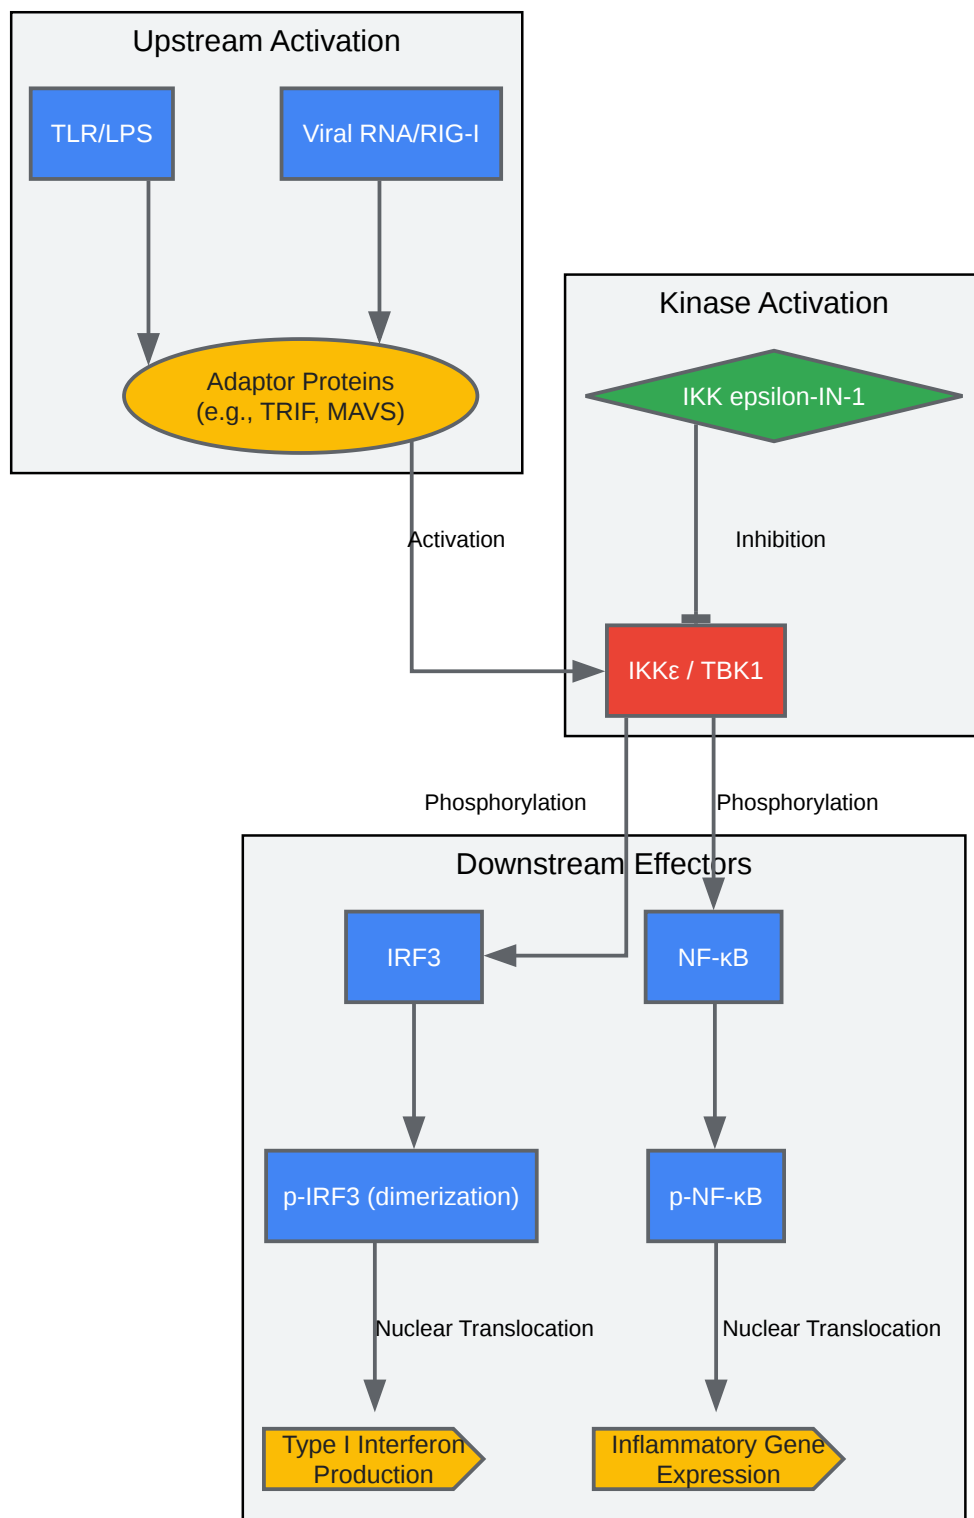 Upstream Activation
TLR/LPS
Viral RNA/RIG-I
Adaptor Proteins
(e.g., TRIF, MAVS)
Kinase Activation
IKK epsilon-IN-1
Activation
Inhibition
IKKε / TBK1
Phosphorylation
Phosphorylation
Downstream Effectors
IRF3
NF-κB
p-IRF3 (dimerization)
p-NF-κB
Nuclear Translocation
Nuclear Translocation
Type I Interferon
Production
Inflammatory Gene
Expression